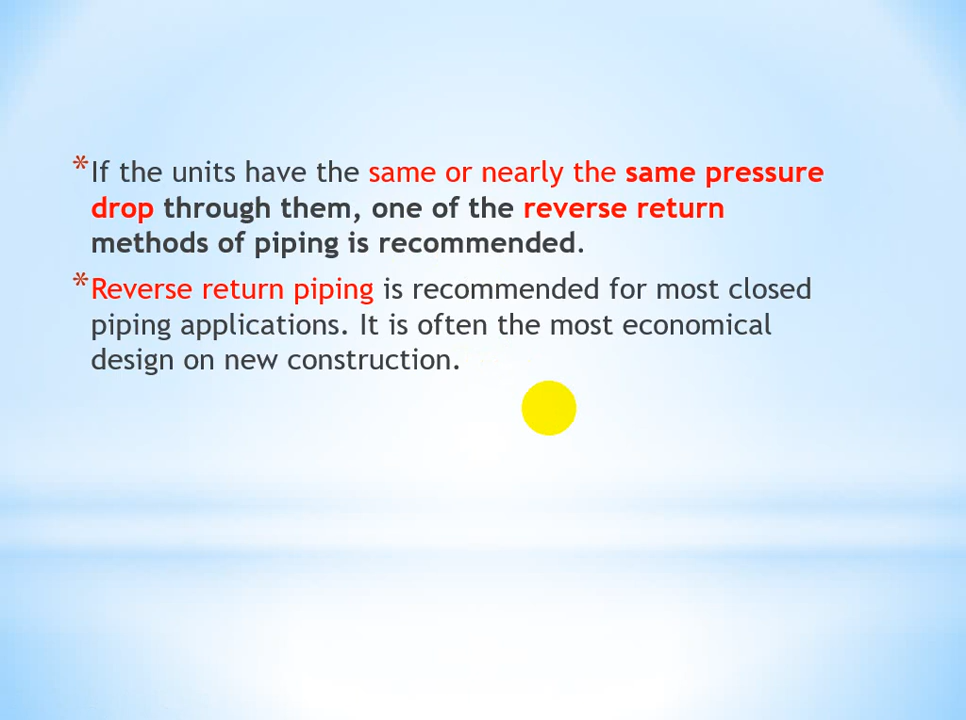 *If the units have the same or nearly the same pressure
drop through them, one of the reverse return
methods of piping is recommended.
*Reverse return piping is recommended for most closed
piping applications. It is often the most economical
design on new construction.